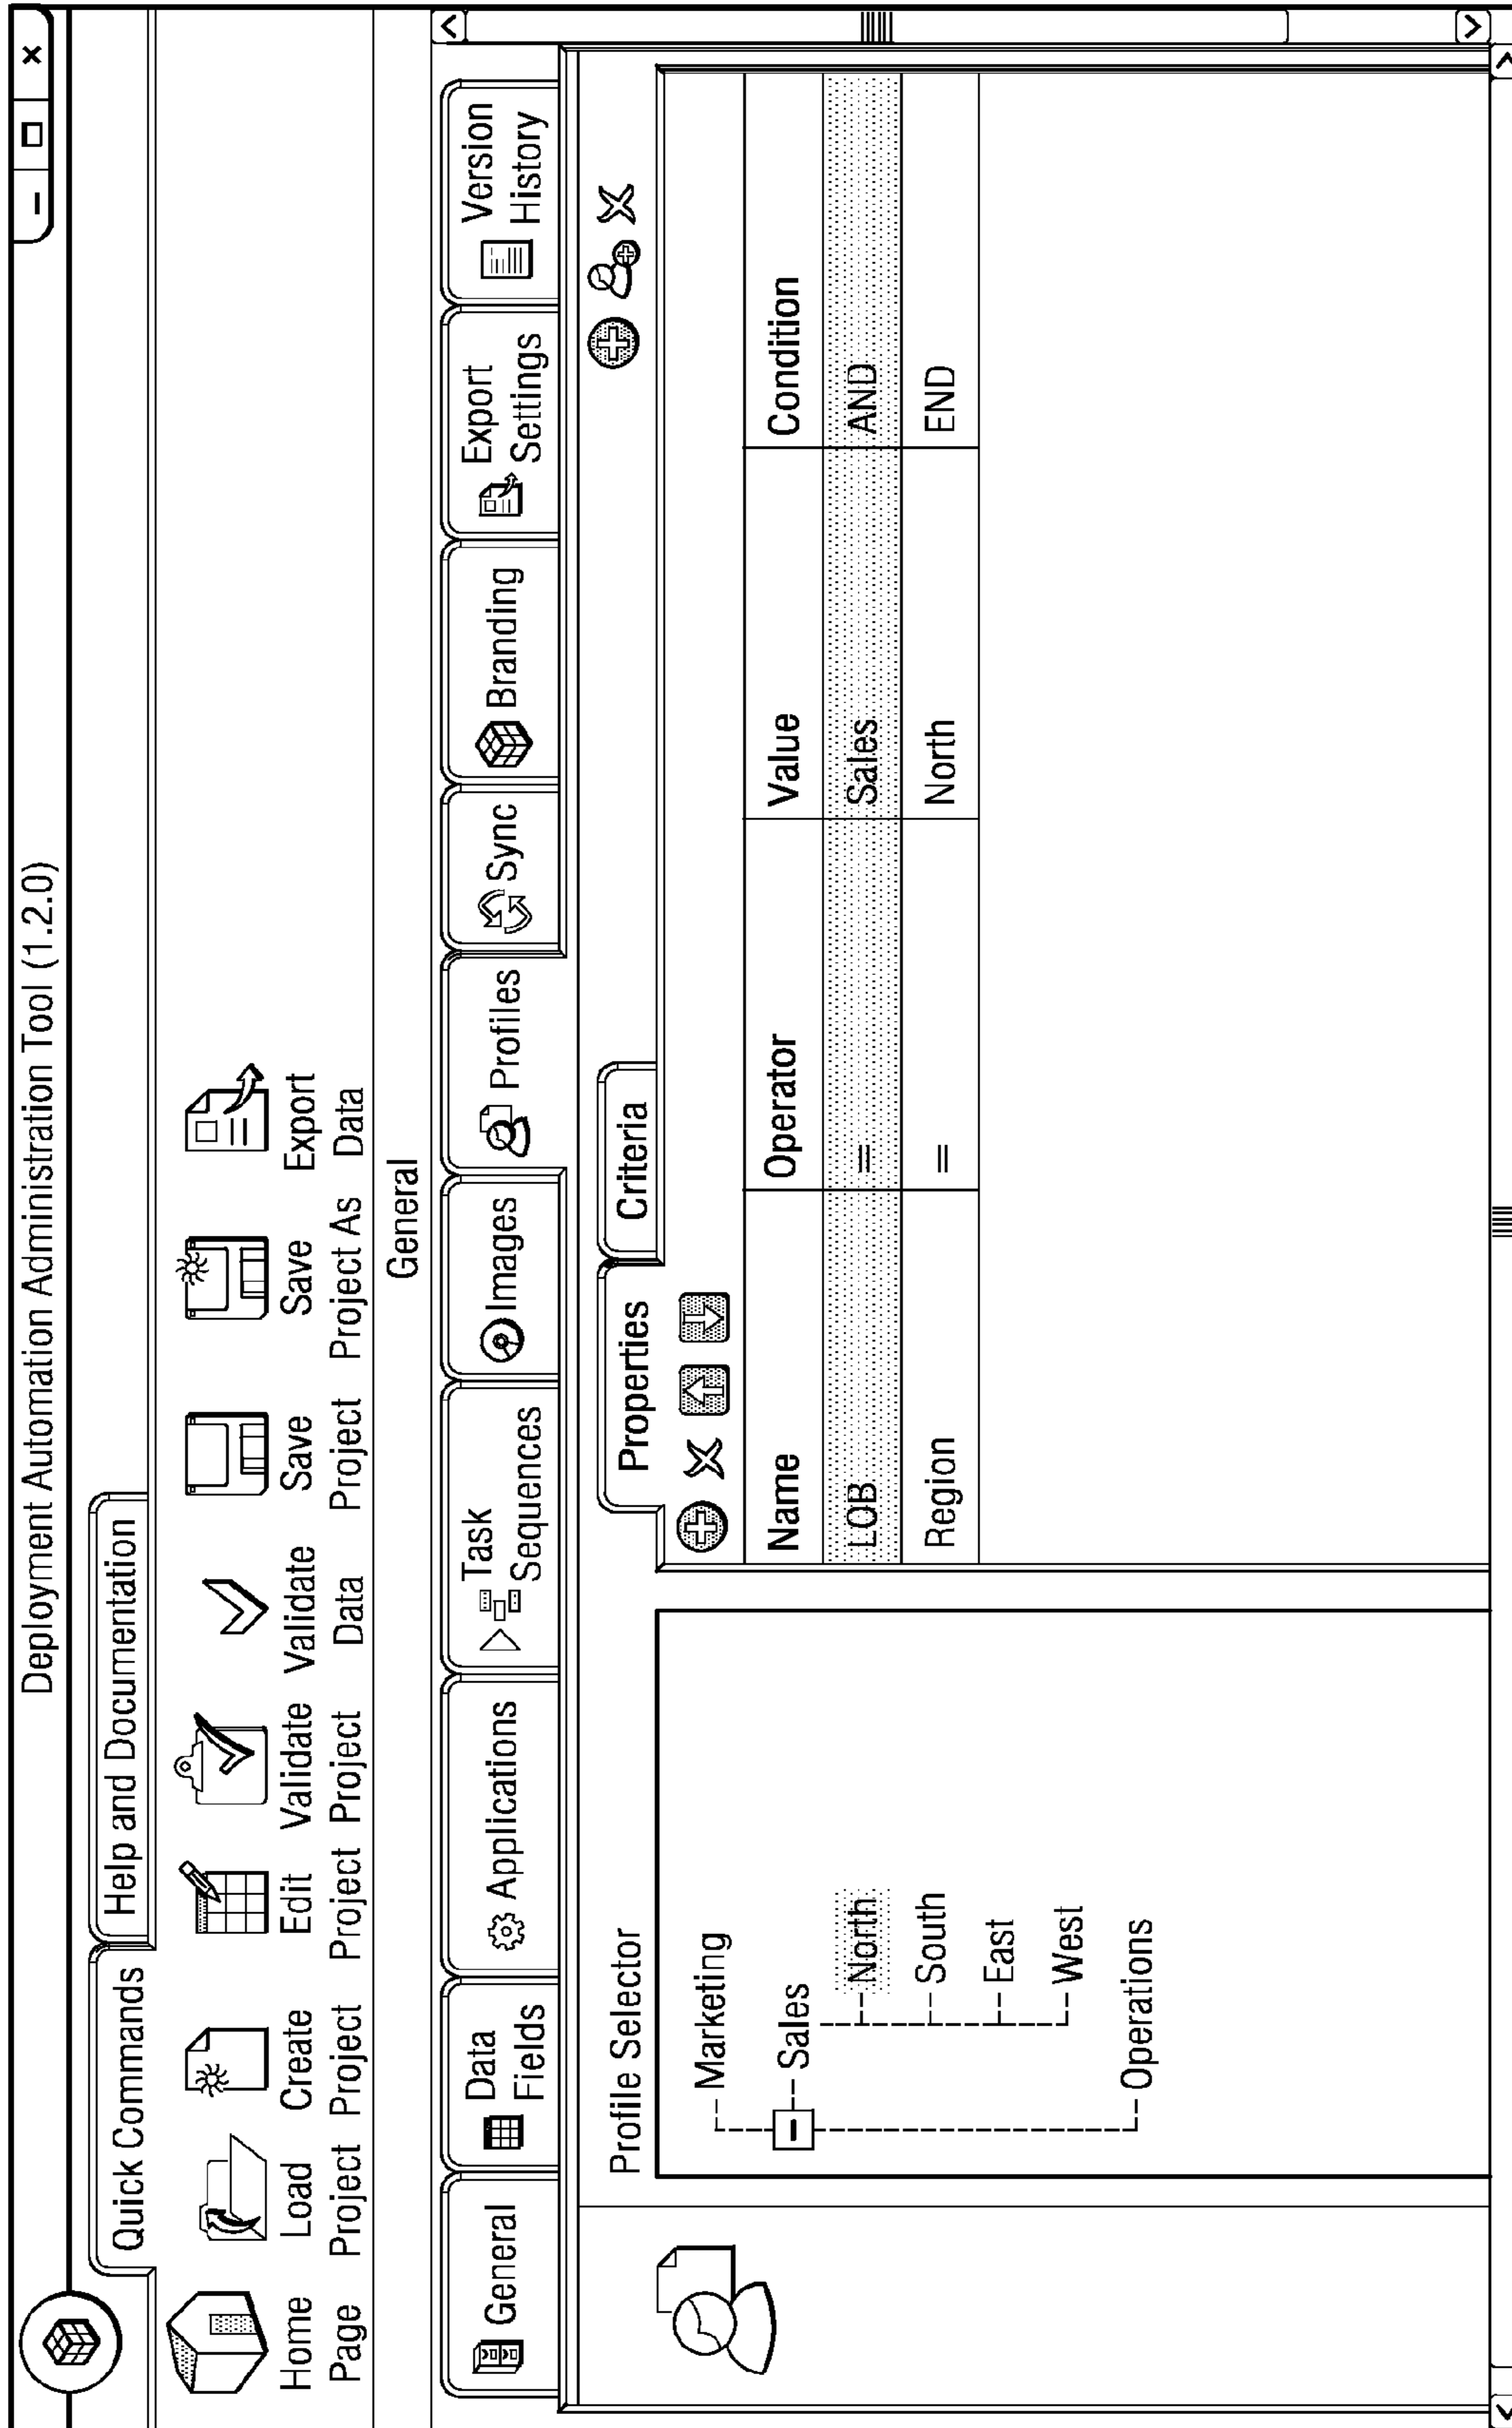 Deployment Automation Administration Tool (1.2.0)
Quick Commands
Help and Documentation
Home
Page
Load
Project
Create
Project
Edit
Project
Validate
Project
Validate
Data
Save
Project
Save
Project As
Export
Data
General
General
Data
Fields
Applications
Task
Sequences
Images
Profiles
Sync
Branding
Export
Settings
Version
History
Profile Selector
Marketing
Sales
North
South
East
West
Operations
Properties
Criteria
Name Operator Value Condition
LOB = Sales AND
Region = North END